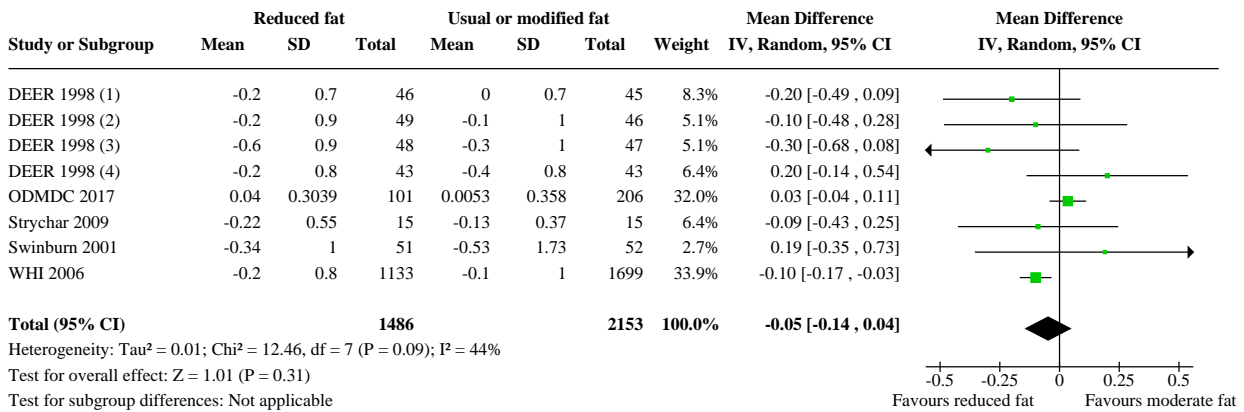 Reduced fat Usual or modified fat Mean Difference Mean Difference
Study or Subgroup Mean SD Total Mean SD Total Weight IV, Random, 95% CI IV, Random, 95% CI
DEER 1998 (1) -0.2 0.7 46 0 0.7 45 8.3% -0.20 [-0.49 , 0.09]
DEER 1998 (2) -0.2 0.9 49 -0.1 1 46 5.1% -0.10 [-0.48 , 0.28]
DEER 1998 (3) -0.6 0.9 48 -0.3 1 47 5.1% -0.30 [-0.68 , 0.08]
DEER 1998 (4) -0.2 0.8 43 -0.4 0.8 43 6.4% 0.20 [-0.14 , 0.54]
ODMDC 2017 0.04 0.3039 101 0.0053 0.358 206 32.0% 0.03 [-0.04 , 0.11]
Strychar 2009 -0.22 0.55 15 -0.13 0.37 15 6.4% -0.09 [-0.43 , 0.25]
Swinburn 2001 -0.34 1 51 -0.53 1.73 52 2.7% 0.19 [-0.35 , 0.73]
WHI 2006 -0.2 0.8 1133 -0.1 1 1699 33.9% -0.10 [-0.17 , -0.03]
Total (95% CI) 1486 2153 100.0% -0.05 [-0.14 , 0.04]
Heterogeneity: Tau² = 0.01; Chi² = 12.46, df = 7 (P = 0.09); I² = 44%
Test for overall effect: Z = 1.01 (P = 0.31)
-0.5 -0.25 0 0.25 0.5
Test for subgroup differences: Not applicable
Favours reduced fat Favours moderate fat